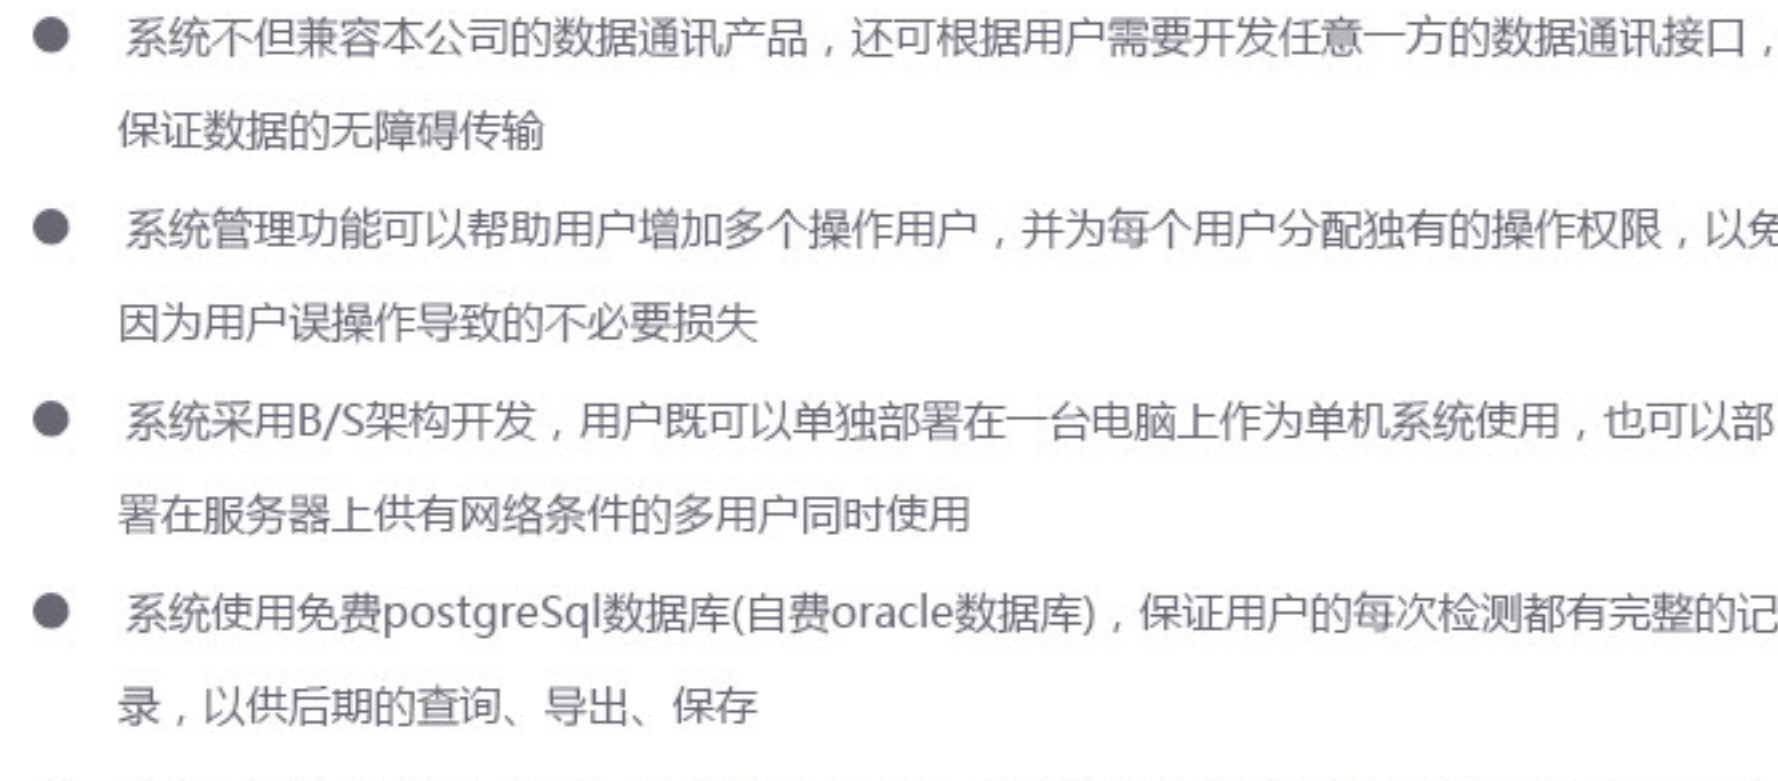 ● 系统不但兼容本公司的数据通讯产品，还可根据用户需要开发任意一方的数据通讯接口，
保证数据的无障碍传输
● 系统管理功能可以帮助用户增加多个操作用户，并为每个用户分配独有的操作权限，以免
因为用户误操作导致的不必要损失
● 系统采用B/S架构开发，用户既可以单独部署在一台电脑上作为单机系统使用，也可以部
署在服务器上供有网络条件的多用户同时使用
● 系统使用免费postgreSql数据库(自费oracle数据库)，保证用户的每次检测都有完整的记
录，以供后期的查询、导出、保存